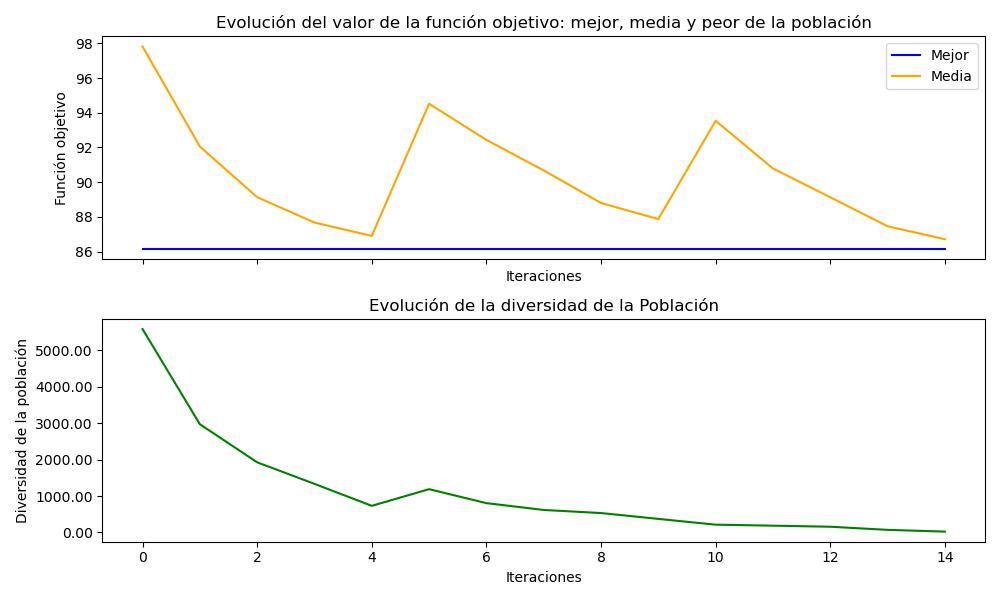 Evolución del valor de la función objetivo: mejor, media y peor de la población
98
96
94
92
90
88
86
Función objetivo
Mejor
Media
Iteraciones
Evolución de la diversidad de la Población
5000.00
4000.00
3000.00
2000.00
1000.00
0.00
Diversidad de la población
0 2 4 6 8 10 12 14
Iteraciones